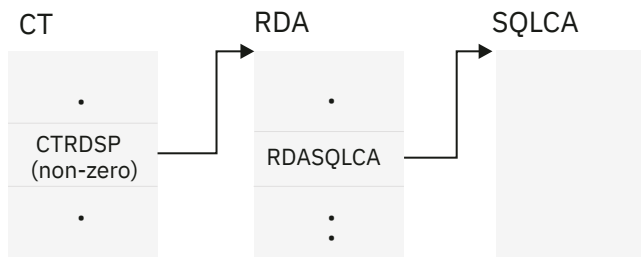 CT
RDA
SQLCA
CTRDSP
(non-zero)
RDASQLCA